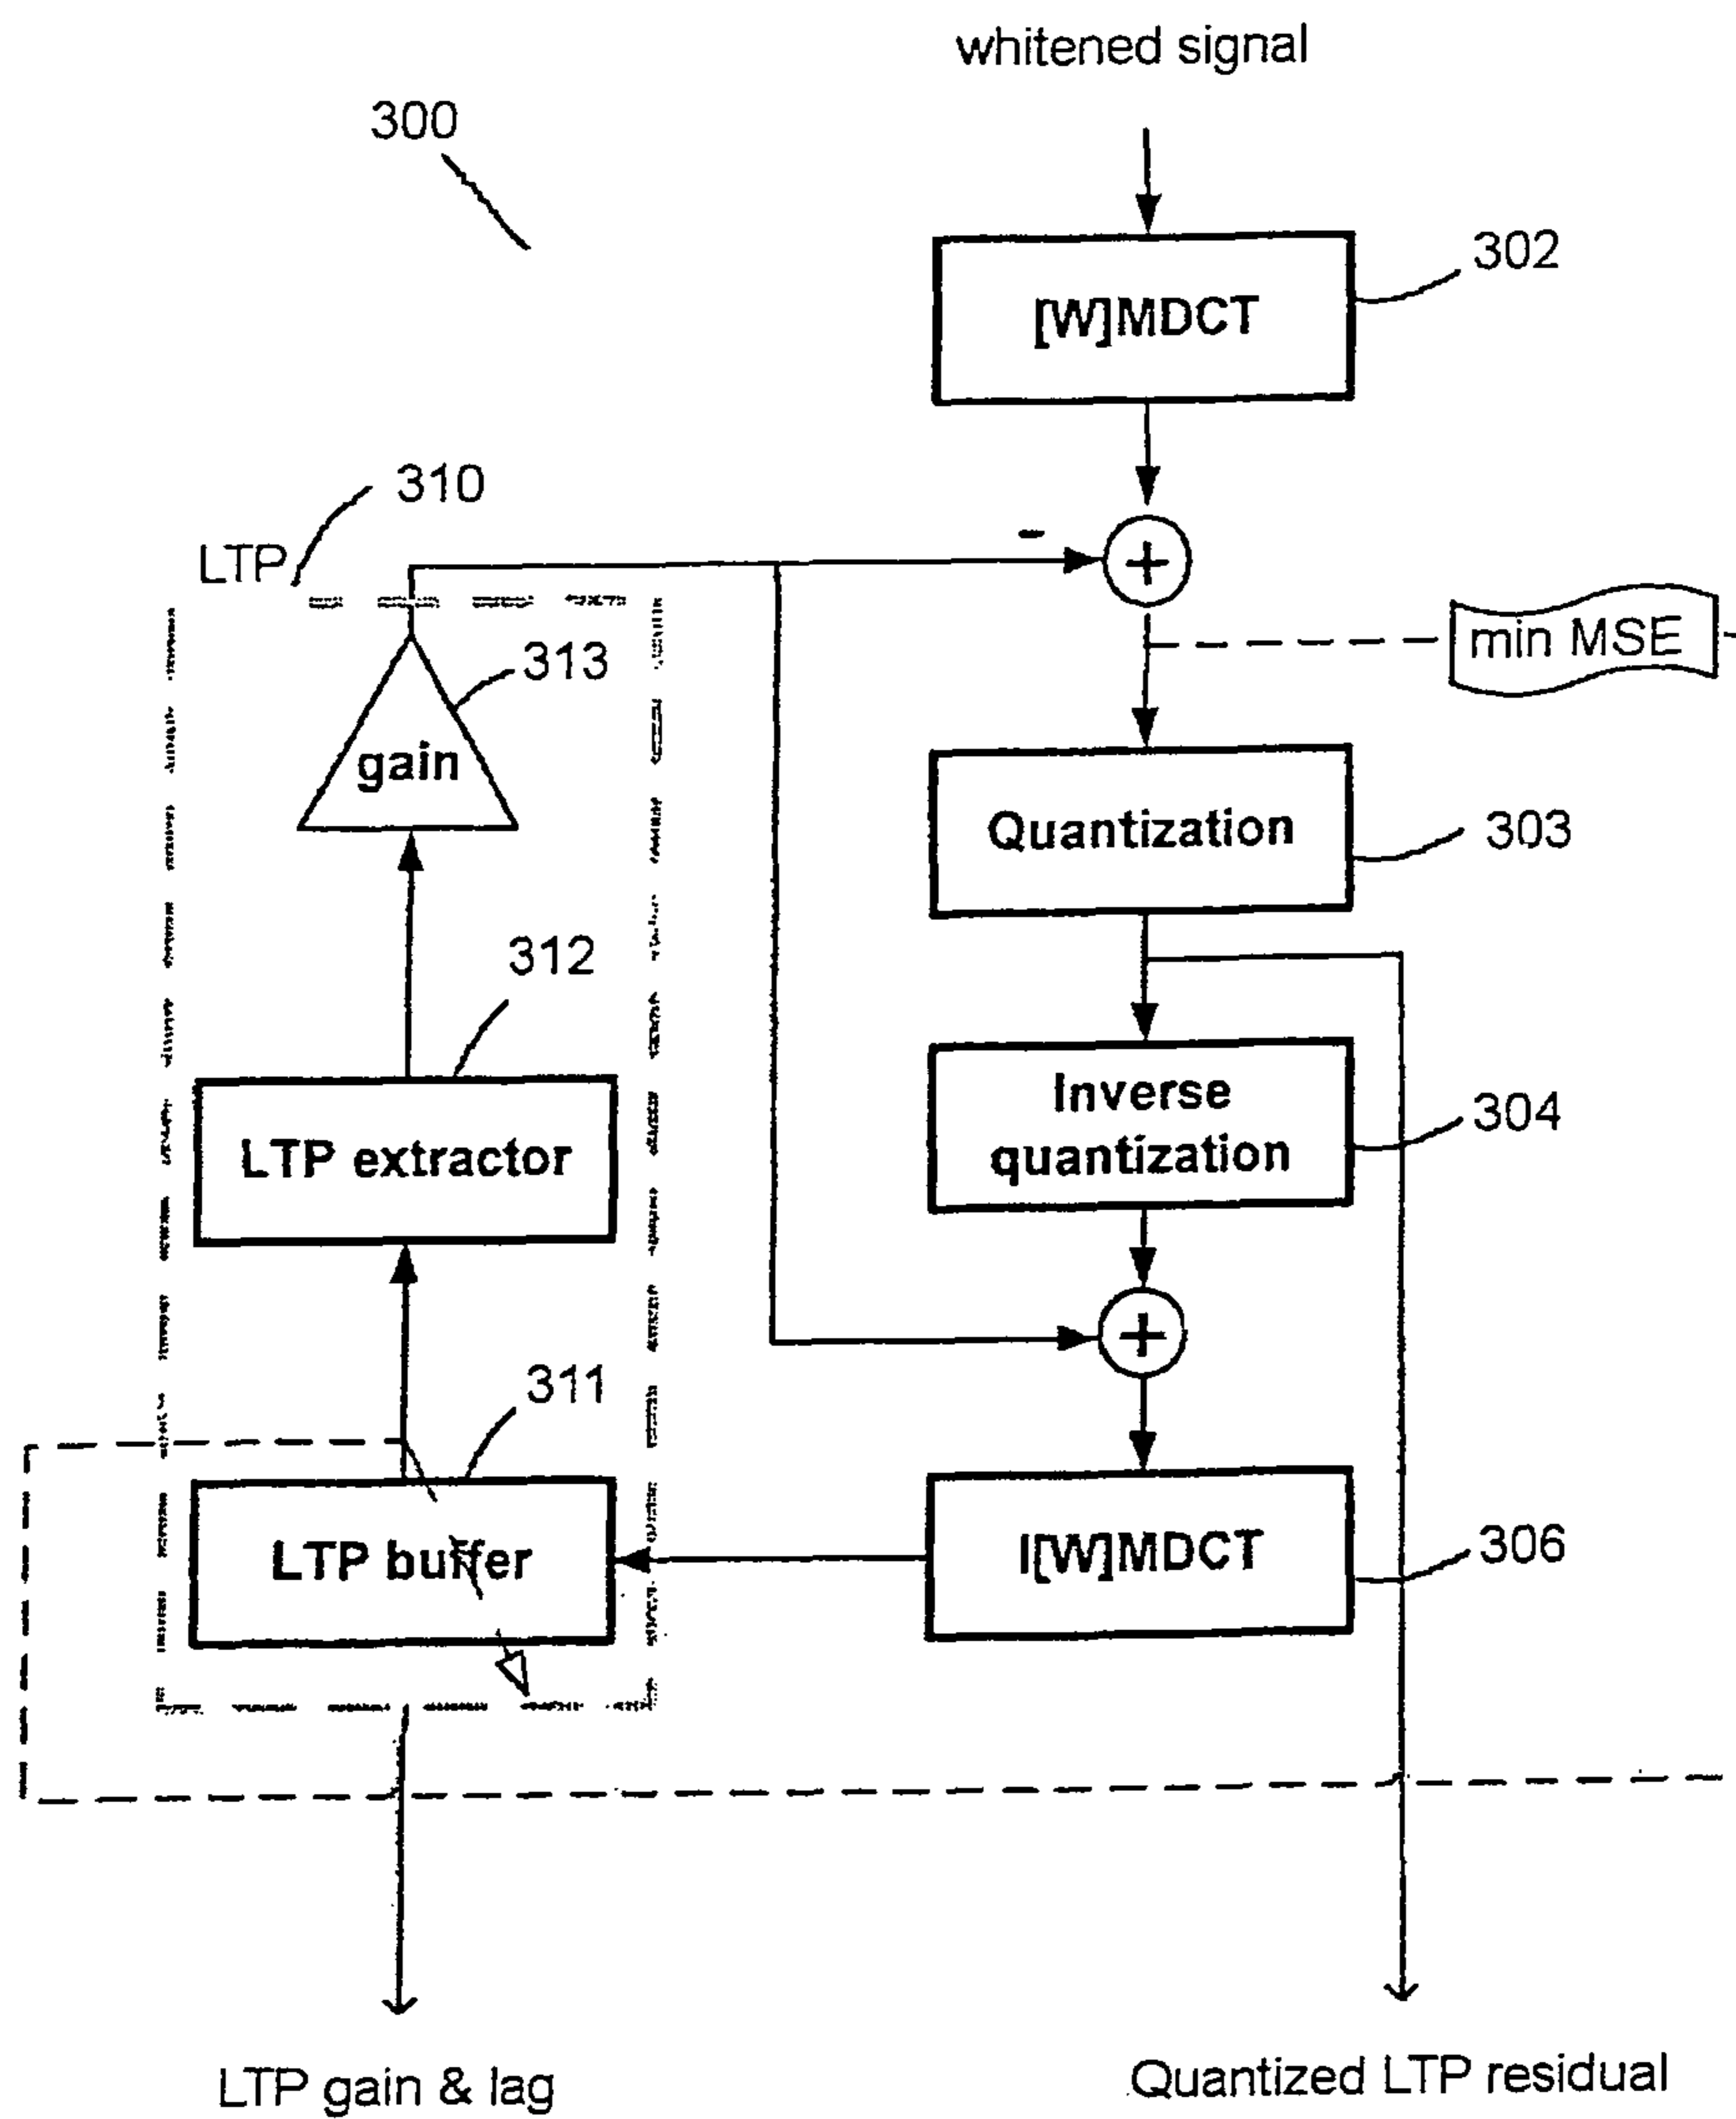 whitened signal
300
302
[W]MDCT
310
LTP
-
+
min MSE
313
gain
Quantization
303
312
Inverse
quantization
304
LTP extractor
+
311
LTP buffer
I[W]MDCT
306
LTP gain & lag
Quantized LTP residual